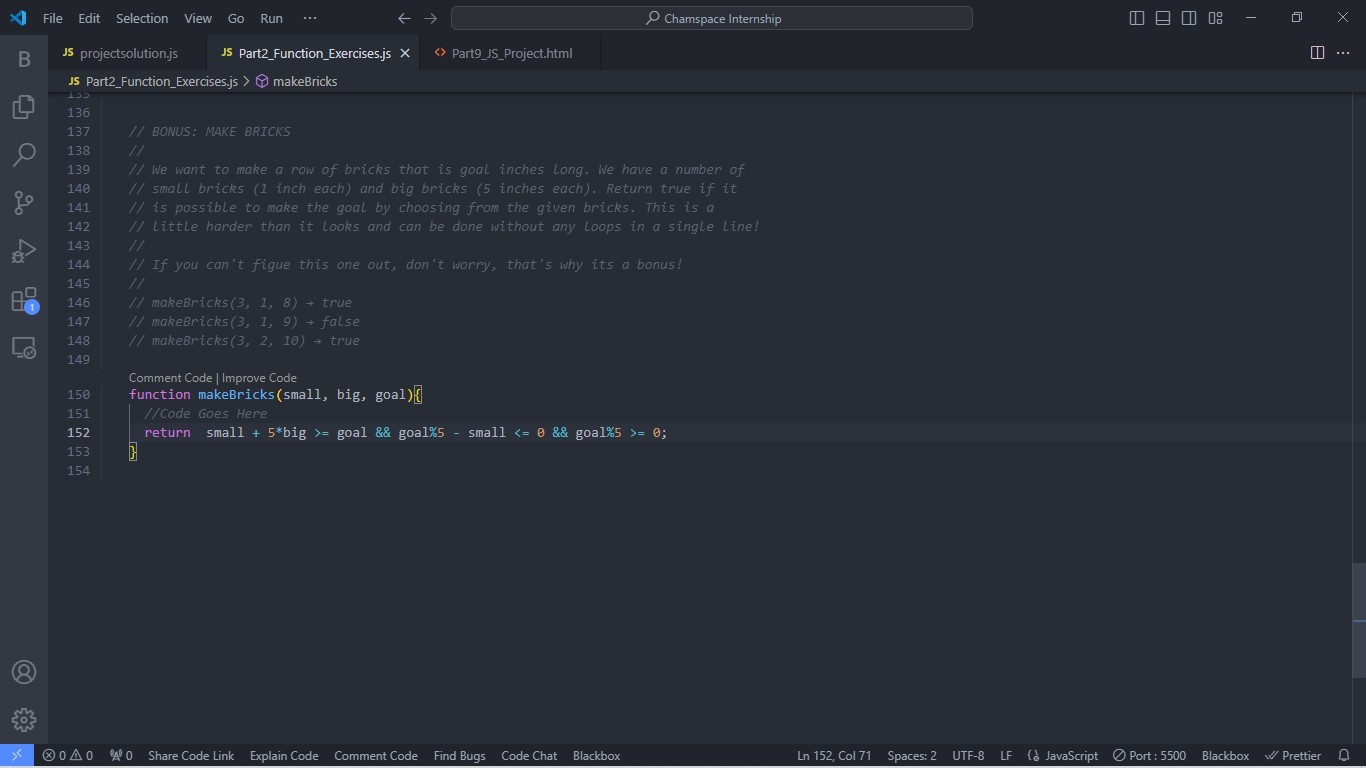 File Edit Selection View Go Run ··· ← → Chamspace Internship
JS projectsolution.js JS Part2_Function_Exercises.js × <> Part9_JS_Project.html ···
B
JS Part2_Function_Exercises.js > makeBricks
135
136
137 // BONUS: MAKE BRICKS
138 //
139 // We want to make a row of bricks that is goal inches long. We have a number of
140 // small bricks (1 inch each) and big bricks (5 inches each). Return true if it
141 // is possible to make the goal by choosing from the given bricks. This is a
142 // little harder than it looks and can be done without any loops in a single line!
143 //
144 // If you can't figue this one out, don't worry, that's why its a bonus!
145 //
146 // makeBricks(3, 1, 8) → true
147 // makeBricks(3, 1, 9) → false
148 // makeBricks(3, 2, 10) → true
149
Comment Code | Improve Code
150 function makeBricks(small, big, goal){
151 //Code Goes Here
152 return  small + 5*big >= goal && goal%5 - small <= 0 && goal%5 >= 0;
153 }
154
1
0 0 0 Share Code Link Explain Code Comment Code Find Bugs Code Chat Blackbox Ln 152, Col 71 Spaces: 2 UTF-8 LF {} JavaScript Port : 5500 Blackbox Prettier